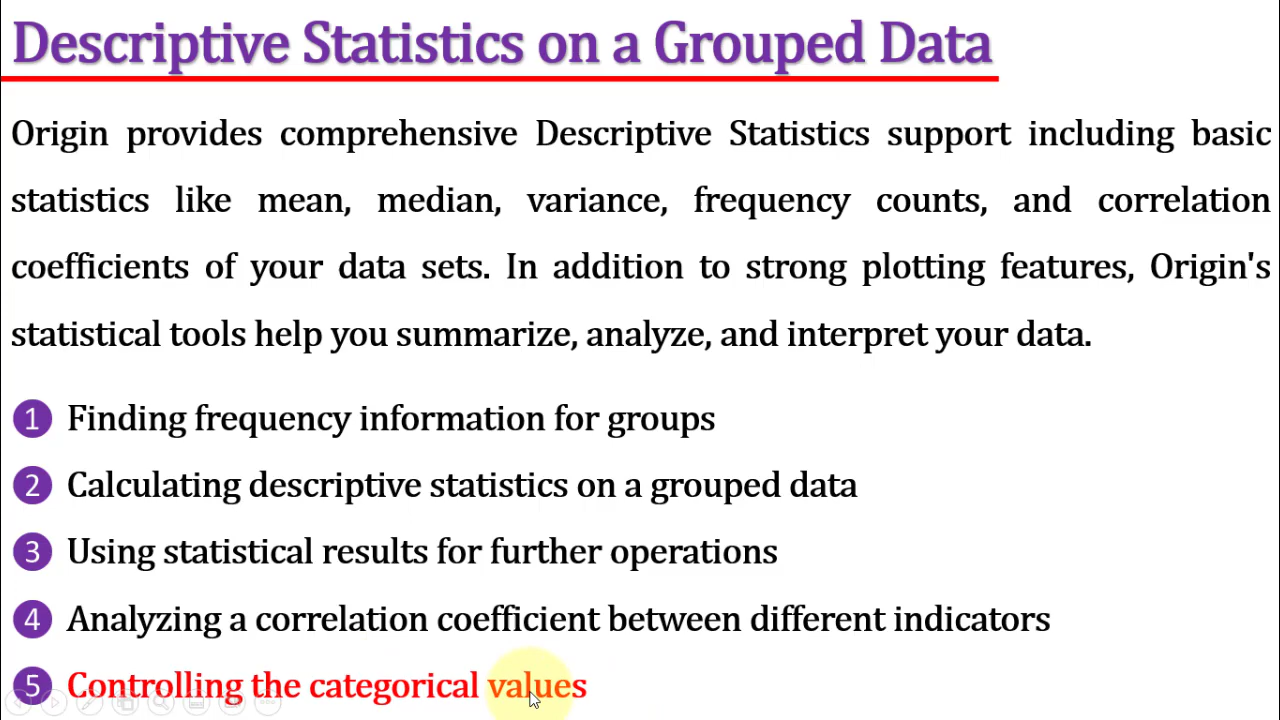 Descriptive Statistics on a Grouped Data
Origin provides comprehensive Descriptive Statistics support including basic
statistics like mean, median, variance, frequency counts, and correlation
coefficients of your data sets. In addition to strong plotting features, Origin's
statistical tools help you summarize, analyze, and interpret your data.
1 Finding frequency information for groups
2 Calculating descriptive statistics on a grouped data
3 Using statistical results for further operations
4 Analyzing a correlation coefficient between different indicators
5 Controlling the categorical values